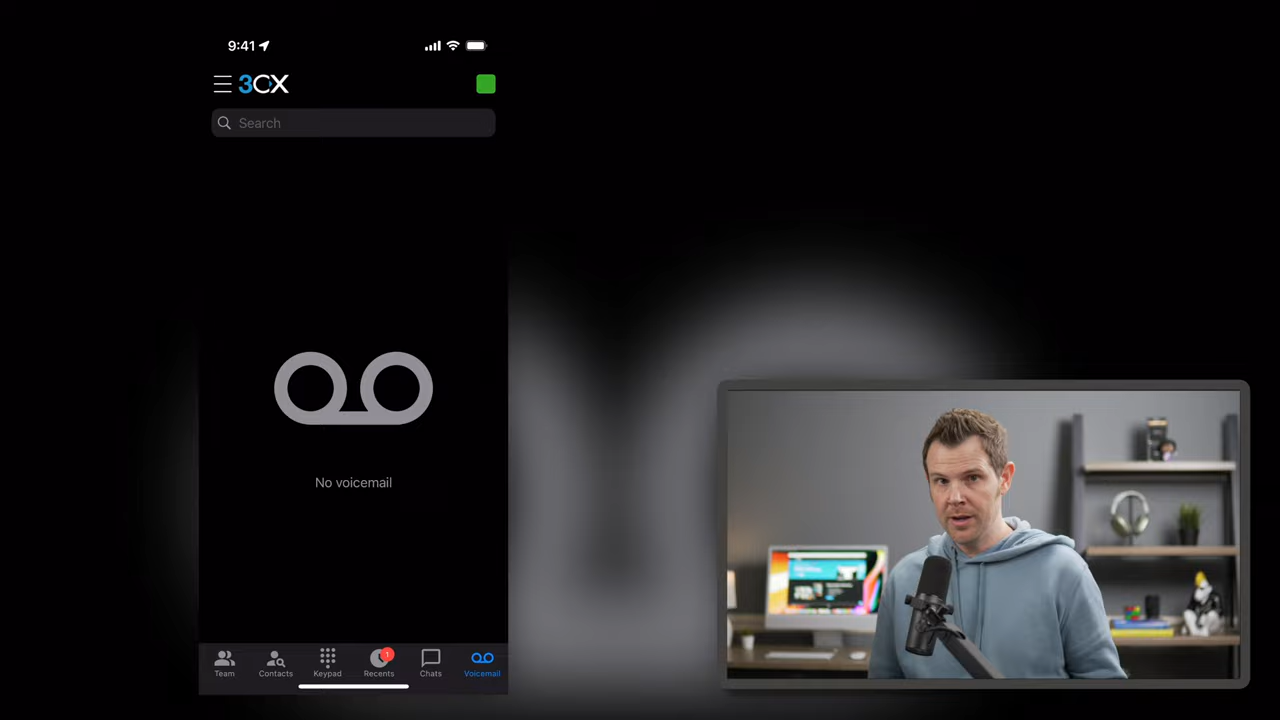 9:41
3CX
Search
No voicemail
1
Team
Contacts
Keypad
Recents
Chats
Voicemail